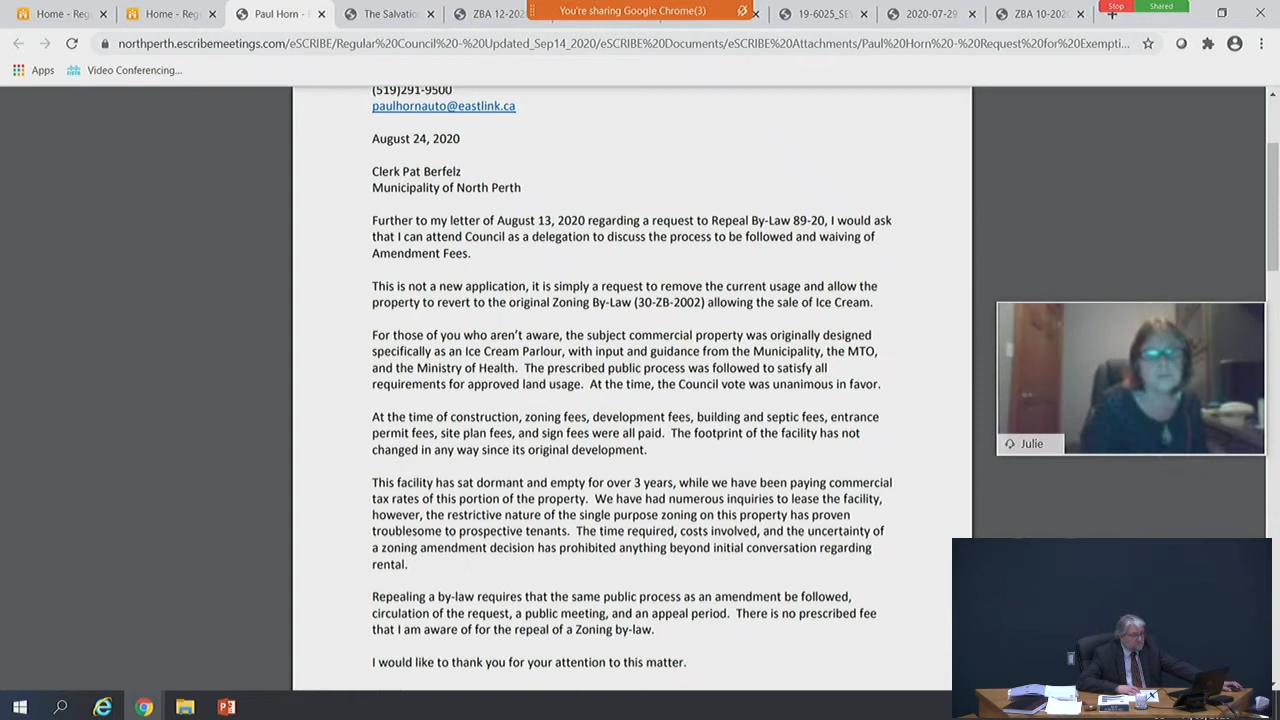 Home - Reg
Home - Reg
Paul Horn -
The Salvation
ZBA 12-202
You're sharing Google Chrome(3)
19-6025_SE
2020-07-29
ZBA 10-202
Stop
Shared
northperth.escribemeetings.com/eSCRIBE/Regular%20Council%20-%20Updated_Sep14_2020/eSCRIBE%20Documents/eSCRIBE%20Attachments/Paul%20Horn%20-%20Request%20for%20Exempti...
Apps
Video Conferencing...
(519)291-9500
paulhornauto@eastlink.ca
August 24, 2020
Clerk Pat Berfelz
Municipality of North Perth
Further to my letter of August 13, 2020 regarding a request to Repeal By-Law 89-20, I would ask
that I can attend Council as a delegation to discuss the process to be followed and waiving of
Amendment Fees.
This is not a new application, it is simply a request to remove the current usage and allow the
property to revert to the original Zoning By-Law (30-ZB-2002) allowing the sale of Ice Cream.
For those of you who aren't aware, the subject commercial property was originally designed
specifically as an Ice Cream Parlour, with input and guidance from the Municipality, the MTO,
and the Ministry of Health. The prescribed public process was followed to satisfy all
requirements for approved land usage. At the time, the Council vote was unanimous in favor.
At the time of construction, zoning fees, development fees, building and septic fees, entrance
permit fees, site plan fees, and sign fees were all paid. The footprint of the facility has not
changed in any way since its original development.
This facility has sat dormant and empty for over 3 years, while we have been paying commercial
tax rates of this portion of the property. We have had numerous inquiries to lease the facility,
however, the restrictive nature of the single purpose zoning on this property has proven
troublesome to prospective tenants. The time required, costs involved, and the uncertainty of
a zoning amendment decision has prohibited anything beyond initial conversation regarding
rental.
Repealing a by-law requires that the same public process as an amendment be followed,
circulation of the request, a public meeting, and an appeal period. There is no prescribed fee
that I am aware of for the repeal of a Zoning by-law.
I would like to thank you for your attention to this matter.
Julie